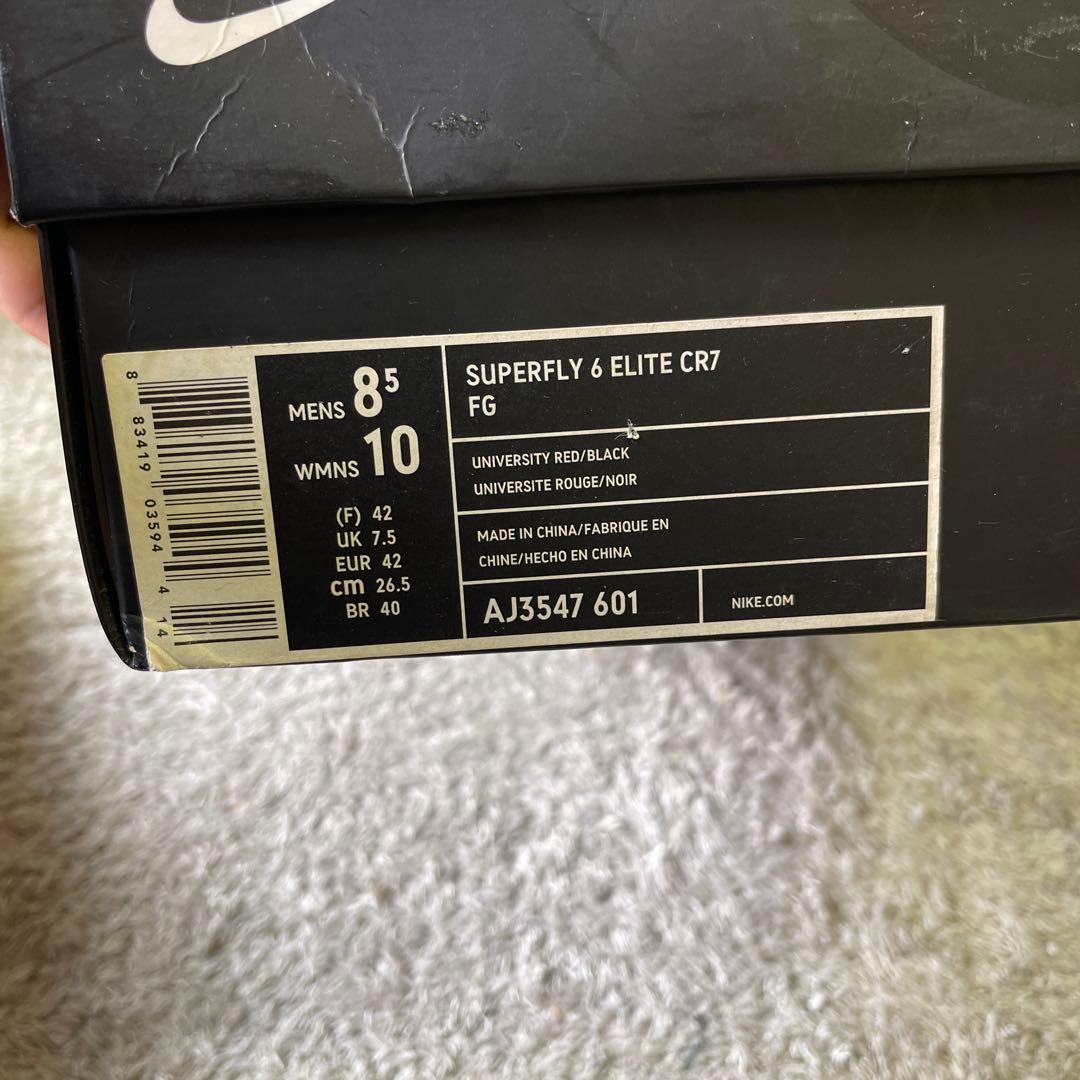 8 83419 03594 4 14
MENS 8⁵
WMNS 10
(F) 42
UK 7.5
EUR 42
cm 26.5
BR 40
SUPERFLY 6 ELITE CR7
FG
UNIVERSITY RED/BLACK
UNIVERSITE ROUGE/NOIR
MADE IN CHINA/FABRIQUE EN
CHINE/HECHO EN CHINA
AJ3547 601
NIKE.COM